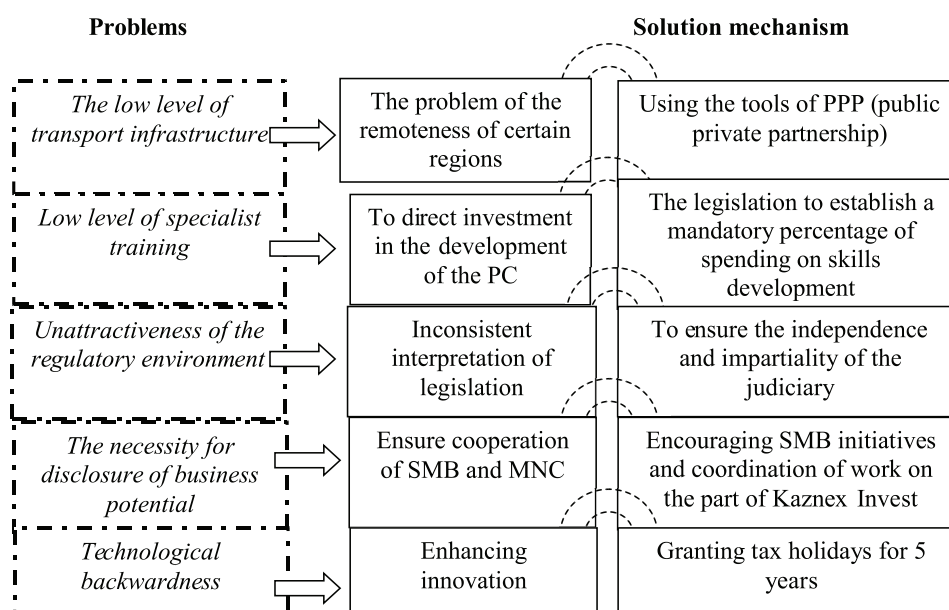 Problems
Solution mechanism
The low level of
transport infrastructure
The problem of the
remoteness of certain
regions
Using the tools of PPP (public
private partnership)
Low level of specialist
training
To direct investment
in the development
of the PC
The legislation to establish a
mandatory percentage of
spending on skills
development
Unattractiveness of the
regulatory environment
Inconsistent
interpretation of
legislation
To ensure the independence
and impartiality of the
judiciary
The necessity for
disclosure of business
potential
Ensure cooperation
of SMB and MNC
Encouraging SMB initiatives
and coordination of work on
the part of Kaznex Invest
Technological
backwardness
Enhancing
innovation
Granting tax holidays for 5
years